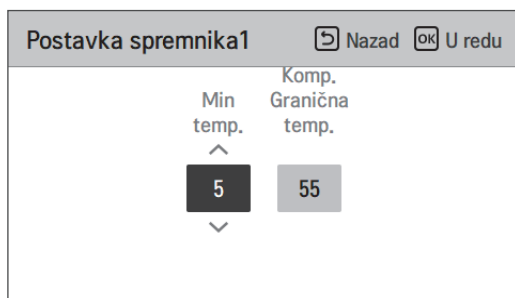 Postavka spremnika1 Nazad OK U redu
Min temp.
Komp. Granična temp.
5 55